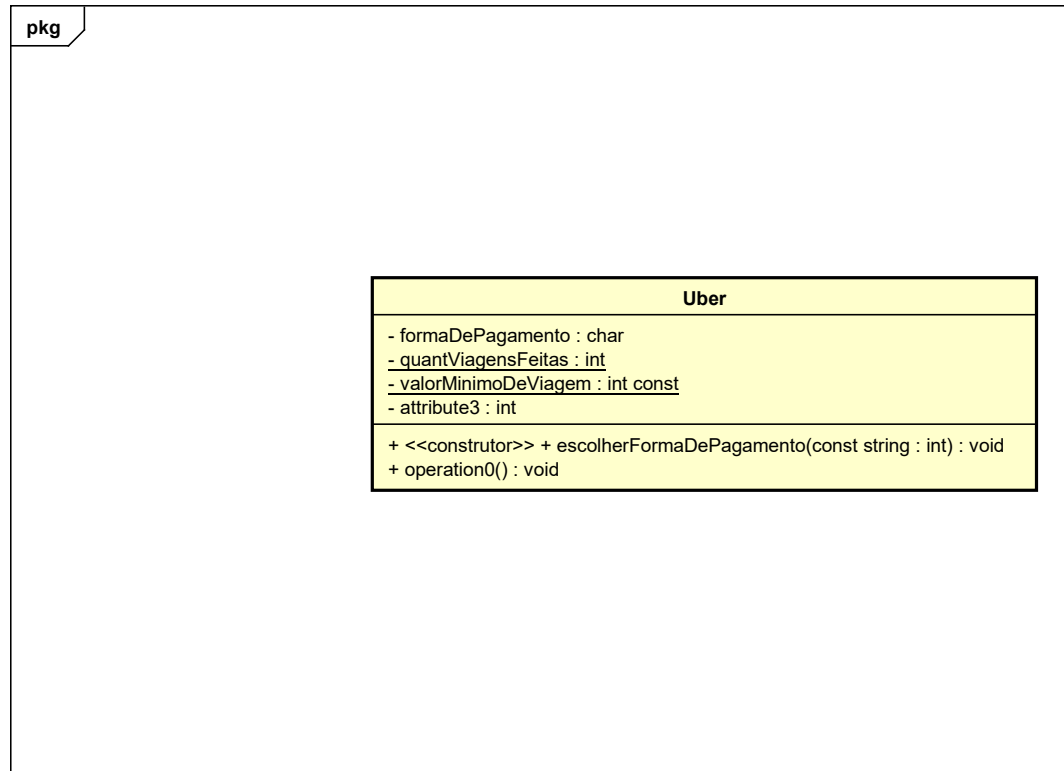 pkg
Uber
- formaDePagamento : char
- quantViagensFeitas : int
- valorMinimoDeViagem : int const
- attribute3 : int
+ <<construtor>> + escolherFormaDePagamento(const string : int) : void
+ operation0() : void